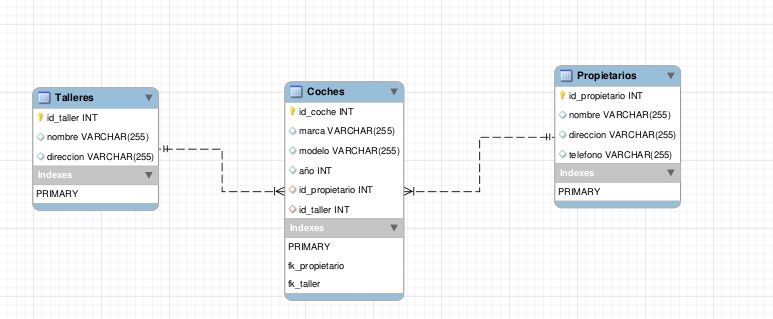 Talleres
id_taller INT
nombre VARCHAR(255)
direccion VARCHAR(255)
Indexes
PRIMARY
Coches
id_coche INT
marca VARCHAR(255)
modelo VARCHAR(255)
año INT
id_propietario INT
id_taller INT
Indexes
PRIMARY
fk_propietario
fk_taller
Propietarios
id_propietario INT
nombre VARCHAR(255)
direccion VARCHAR(255)
telefono VARCHAR(255)
Indexes
PRIMARY